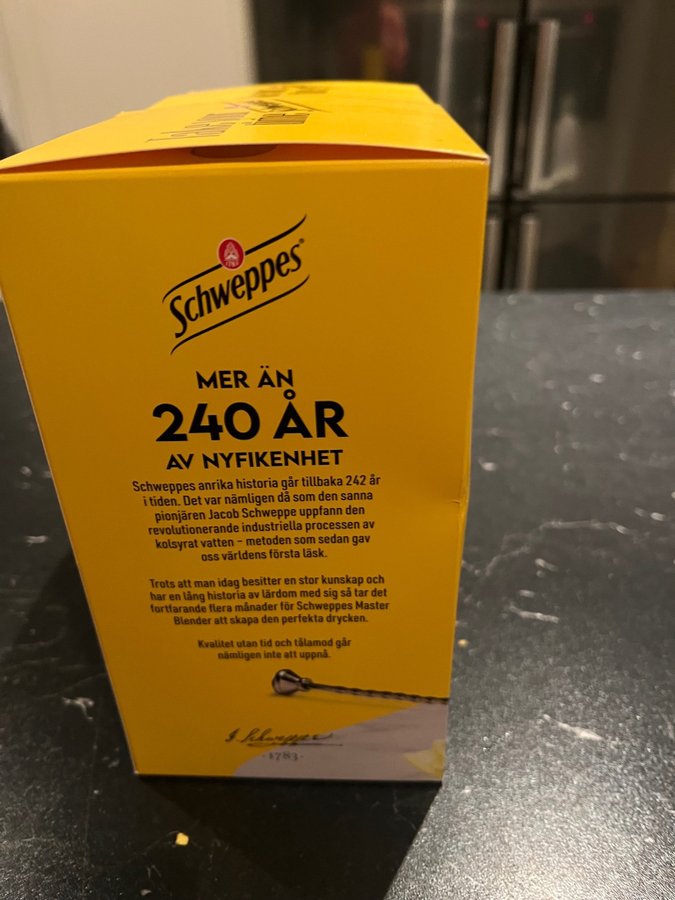 Schweppes
MER ÄN
240 ÅR
AV NYFIKENHET
Schweppes anrika historia går tillbaka 242 år
i tiden. Det var nämligen då som den sanna
pionjären Jacob Schweppe uppfann den
revolutionerande industriella processen av
kolsyrat vatten – metoden som sedan gav
oss världens första läsk.
Trots att man idag besitter en stor kunskap och
har en lång historia av lärdom med sig så tar det
fortfarande flera månader för Schweppes Master
Blender att skapa den perfekta drycken.
Kvalitet utan tid och tålamod går
nämligen inte att uppnå.
J. Schweppe
·1783·